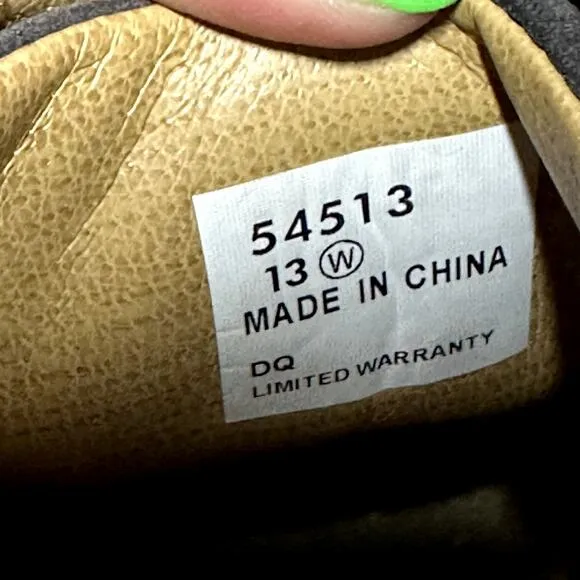 54513
13 W
MADE IN CHINA
DQ
LIMITED WARRANTY